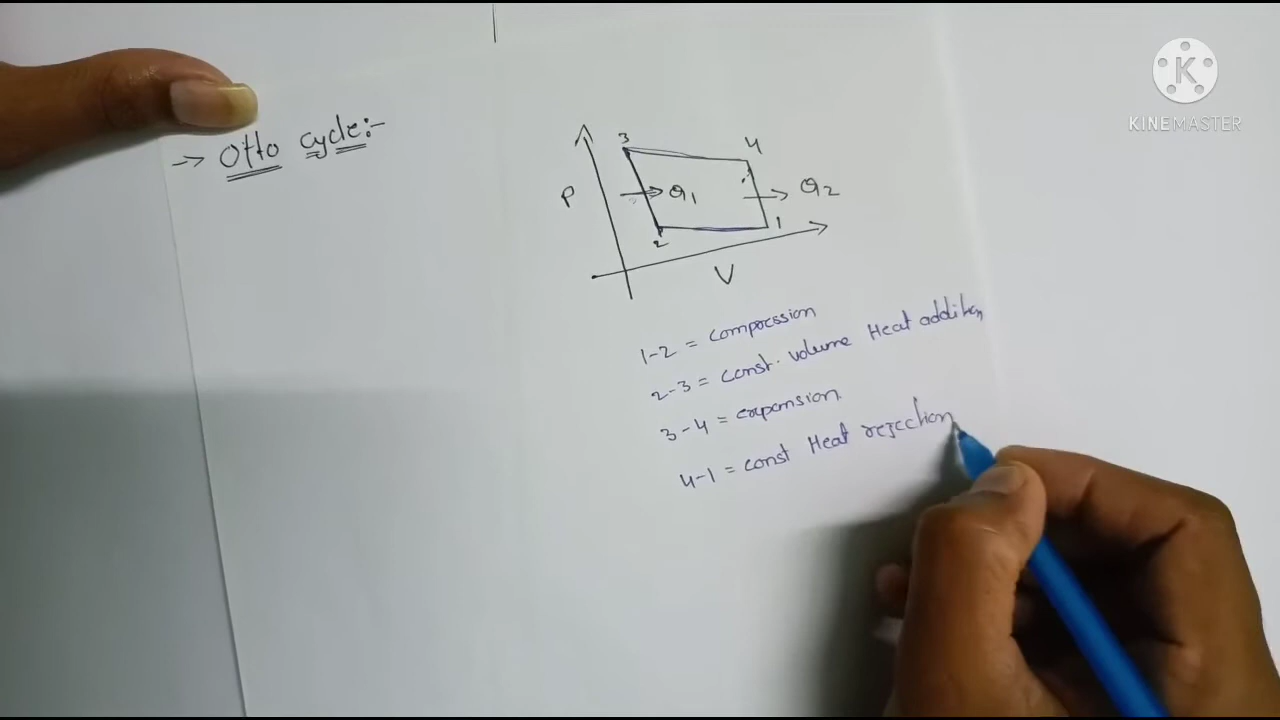 -> Otto cycle:-
3
4
P
Q1
Q2
2
1
V
1-2 = compression
2-3 = const. volume Heat addition
3-4 = expansion.
4-1 = const Heat rejection
K
KINEMASTER